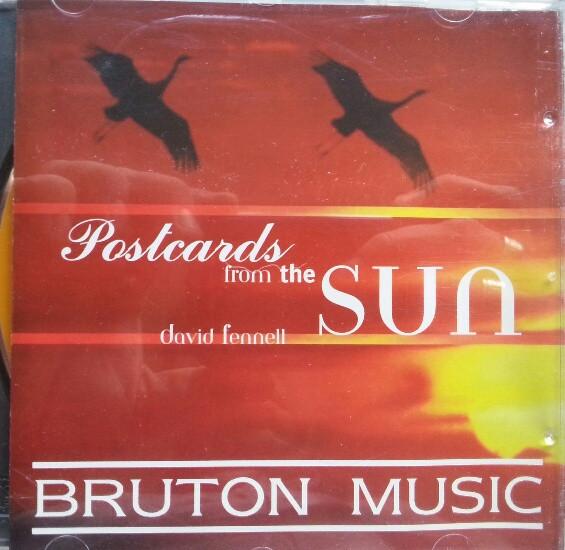 Postcards
from the SUN
david fennell
BRUTON MUSIC